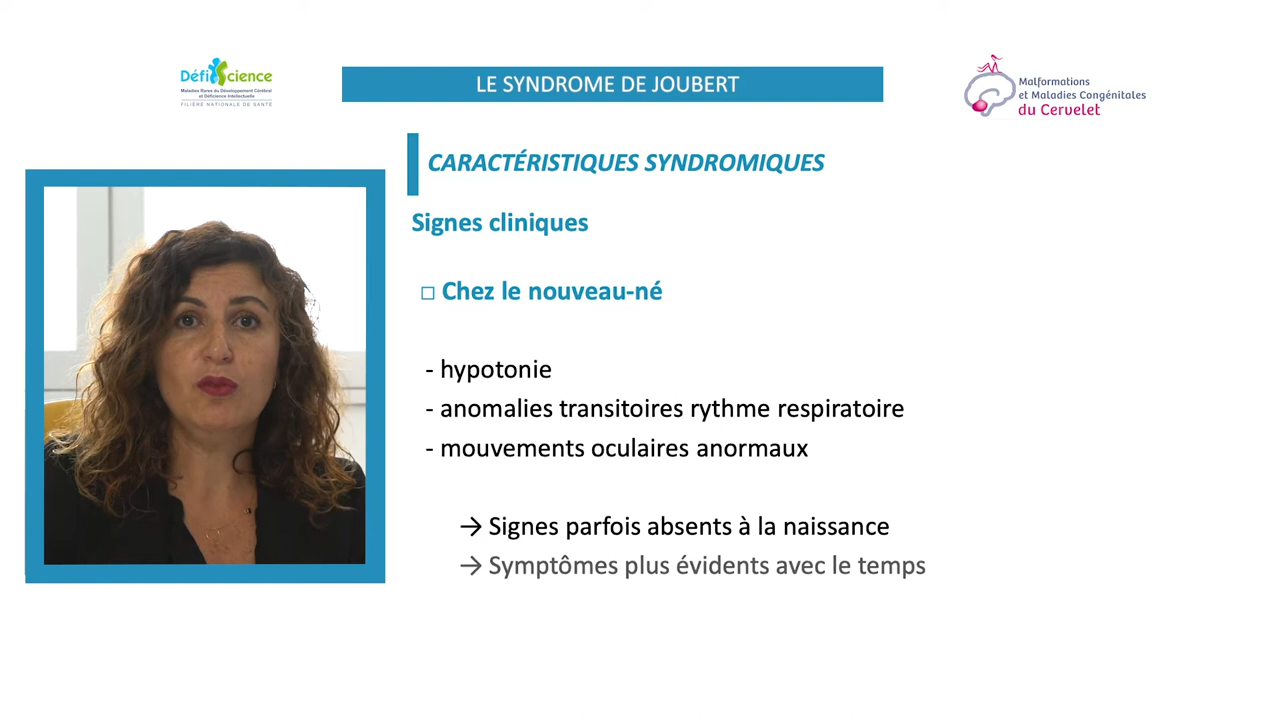 DéfiScience
Maladies Rares du Développement Cérébral
et Déficience Intellectuelle
FILIÈRE NATIONALE DE SANTÉ
LE SYNDROME DE JOUBERT
Malformations
et Maladies Congénitales
du Cervelet
CARACTÉRISTIQUES SYNDROMIQUES
Signes cliniques
□ Chez le nouveau-né
- hypotonie
- anomalies transitoires rythme respiratoire
- mouvements oculaires anormaux
→ Signes parfois absents à la naissance
→ Symptômes plus évidents avec le temps